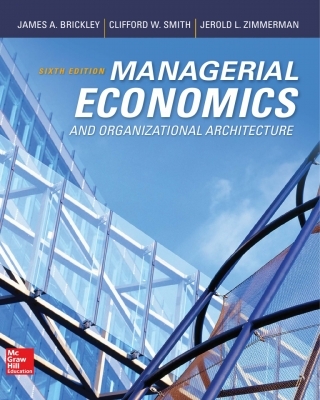 JAMES A. BRICKLEY | CLIFFORD W. SMITH | JEROLD L. ZIMMERMAN
SIXTH EDITION
MANAGERIAL
ECONOMICS
AND ORGANIZATIONAL ARCHITECTURE
Mc
Graw
Hill
Education